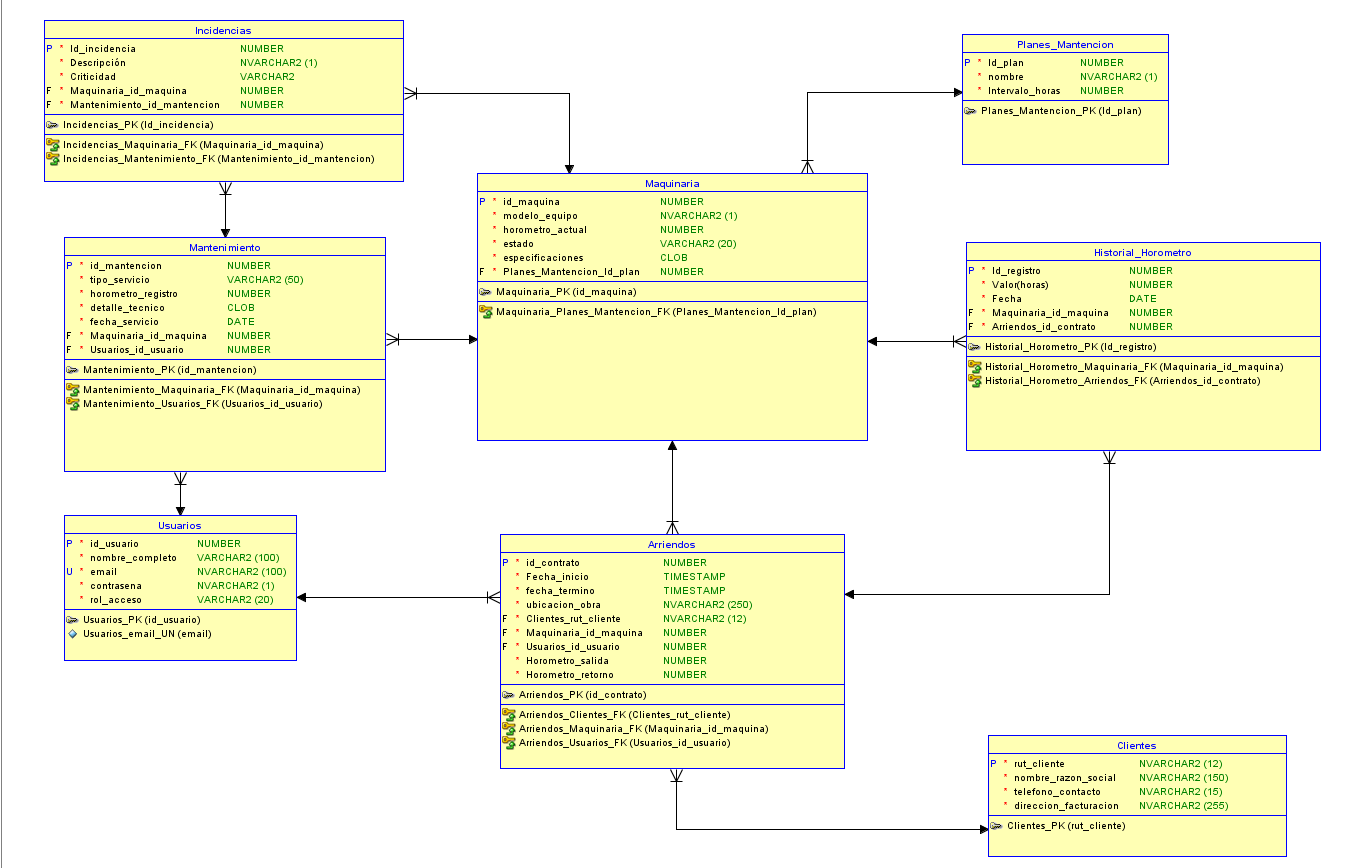 Incidencias
P * Id_incidencia NUMBER
* Descripción NVARCHAR2 (1)
* Criticidad VARCHAR2
F * Maquinaria_id_maquina NUMBER
F * Mantenimiento_id_mantencion NUMBER
Incidencias_PK (Id_incidencia)
Incidencias_Maquinaria_FK (Maquinaria_id_maquina)
Incidencias_Mantenimiento_FK (Mantenimiento_id_mantencion)
Planes_Mantencion
P * Id_plan NUMBER
* nombre NVARCHAR2 (1)
* Intervalo_horas NUMBER
Planes_Mantencion_PK (Id_plan)
Maquinaria
P * id_maquina NUMBER
* modelo_equipo NVARCHAR2 (1)
* horometro_actual NUMBER
* estado VARCHAR2 (20)
* especificaciones CLOB
F * Planes_Mantencion_Id_plan NUMBER
Maquinaria_PK (id_maquina)
Maquinaria_Planes_Mantencion_FK (Planes_Mantencion_Id_plan)
Mantenimiento
P * id_mantencion NUMBER
* tipo_servicio VARCHAR2 (50)
* horometro_registro NUMBER
* detalle_tecnico CLOB
* fecha_servicio DATE
F * Maquinaria_id_maquina NUMBER
F * Usuarios_id_usuario NUMBER
Mantenimiento_PK (id_mantencion)
Mantenimiento_Maquinaria_FK (Maquinaria_id_maquina)
Mantenimiento_Usuarios_FK (Usuarios_id_usuario)
Historial_Horometro
P * Id_registro NUMBER
* Valor(horas) NUMBER
* Fecha DATE
F * Maquinaria_id_maquina NUMBER
F * Arriendos_id_contrato NUMBER
Historial_Horometro_PK (Id_registro)
Historial_Horometro_Maquinaria_FK (Maquinaria_id_maquina)
Historial_Horometro_Arriendos_FK (Arriendos_id_contrato)
Usuarios
P * id_usuario NUMBER
* nombre_completo VARCHAR2 (100)
U * email NVARCHAR2 (100)
* contrasena NVARCHAR2 (1)
* rol_acceso VARCHAR2 (20)
Usuarios_PK (id_usuario)
Usuarios_email_UN (email)
Arriendos
P * id_contrato NUMBER
* Fecha_inicio TIMESTAMP
* fecha_termino TIMESTAMP
* ubicacion_obra NVARCHAR2 (250)
F * Clientes_rut_cliente NVARCHAR2 (12)
F * Maquinaria_id_maquina NUMBER
F * Usuarios_id_usuario NUMBER
* Horometro_salida NUMBER
* Horometro_retorno NUMBER
Arriendos_PK (id_contrato)
Arriendos_Clientes_FK (Clientes_rut_cliente)
Arriendos_Maquinaria_FK (Maquinaria_id_maquina)
Arriendos_Usuarios_FK (Usuarios_id_usuario)
Clientes
P * rut_cliente NVARCHAR2 (12)
* nombre_razon_social NVARCHAR2 (150)
* telefono_contacto NVARCHAR2 (15)
* direccion_facturacion NVARCHAR2 (255)
Clientes_PK (rut_cliente)